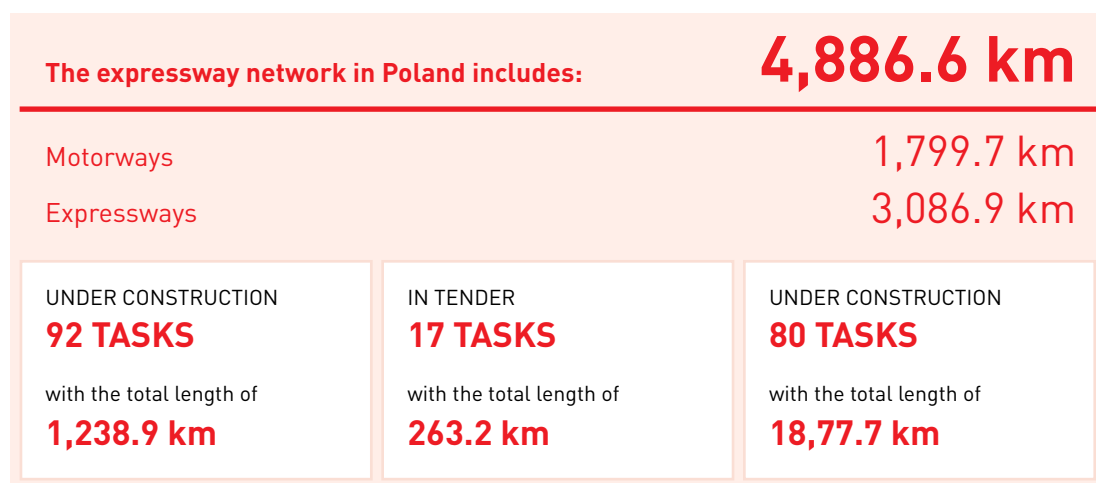 The expressway network in Poland includes: 4,886.6 km
Motorways 1,799.7 km
Expressways 3,086.9 km
UNDER CONSTRUCTION
92 TASKS
with the total length of
1,238.9 km
IN TENDER
17 TASKS
with the total length of
263.2 km
UNDER CONSTRUCTION
80 TASKS
with the total length of
18,77.7 km